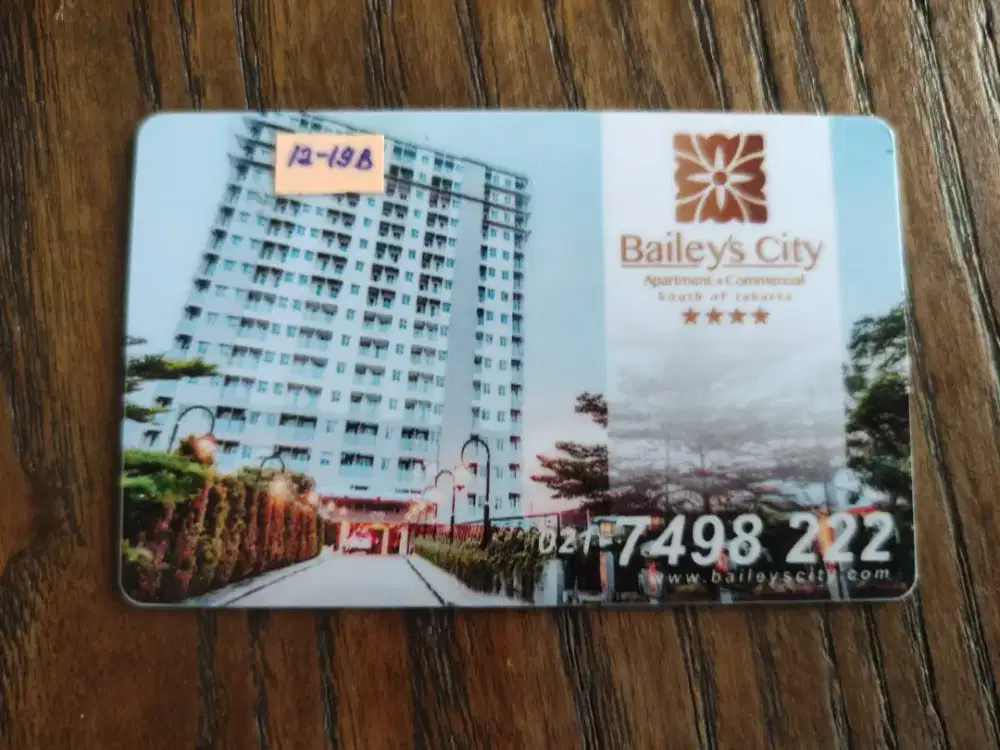 12-19B
Bailey's City
Apartment & Commercial
South of Jakarta
021-7498 222
www.baileyscity.com